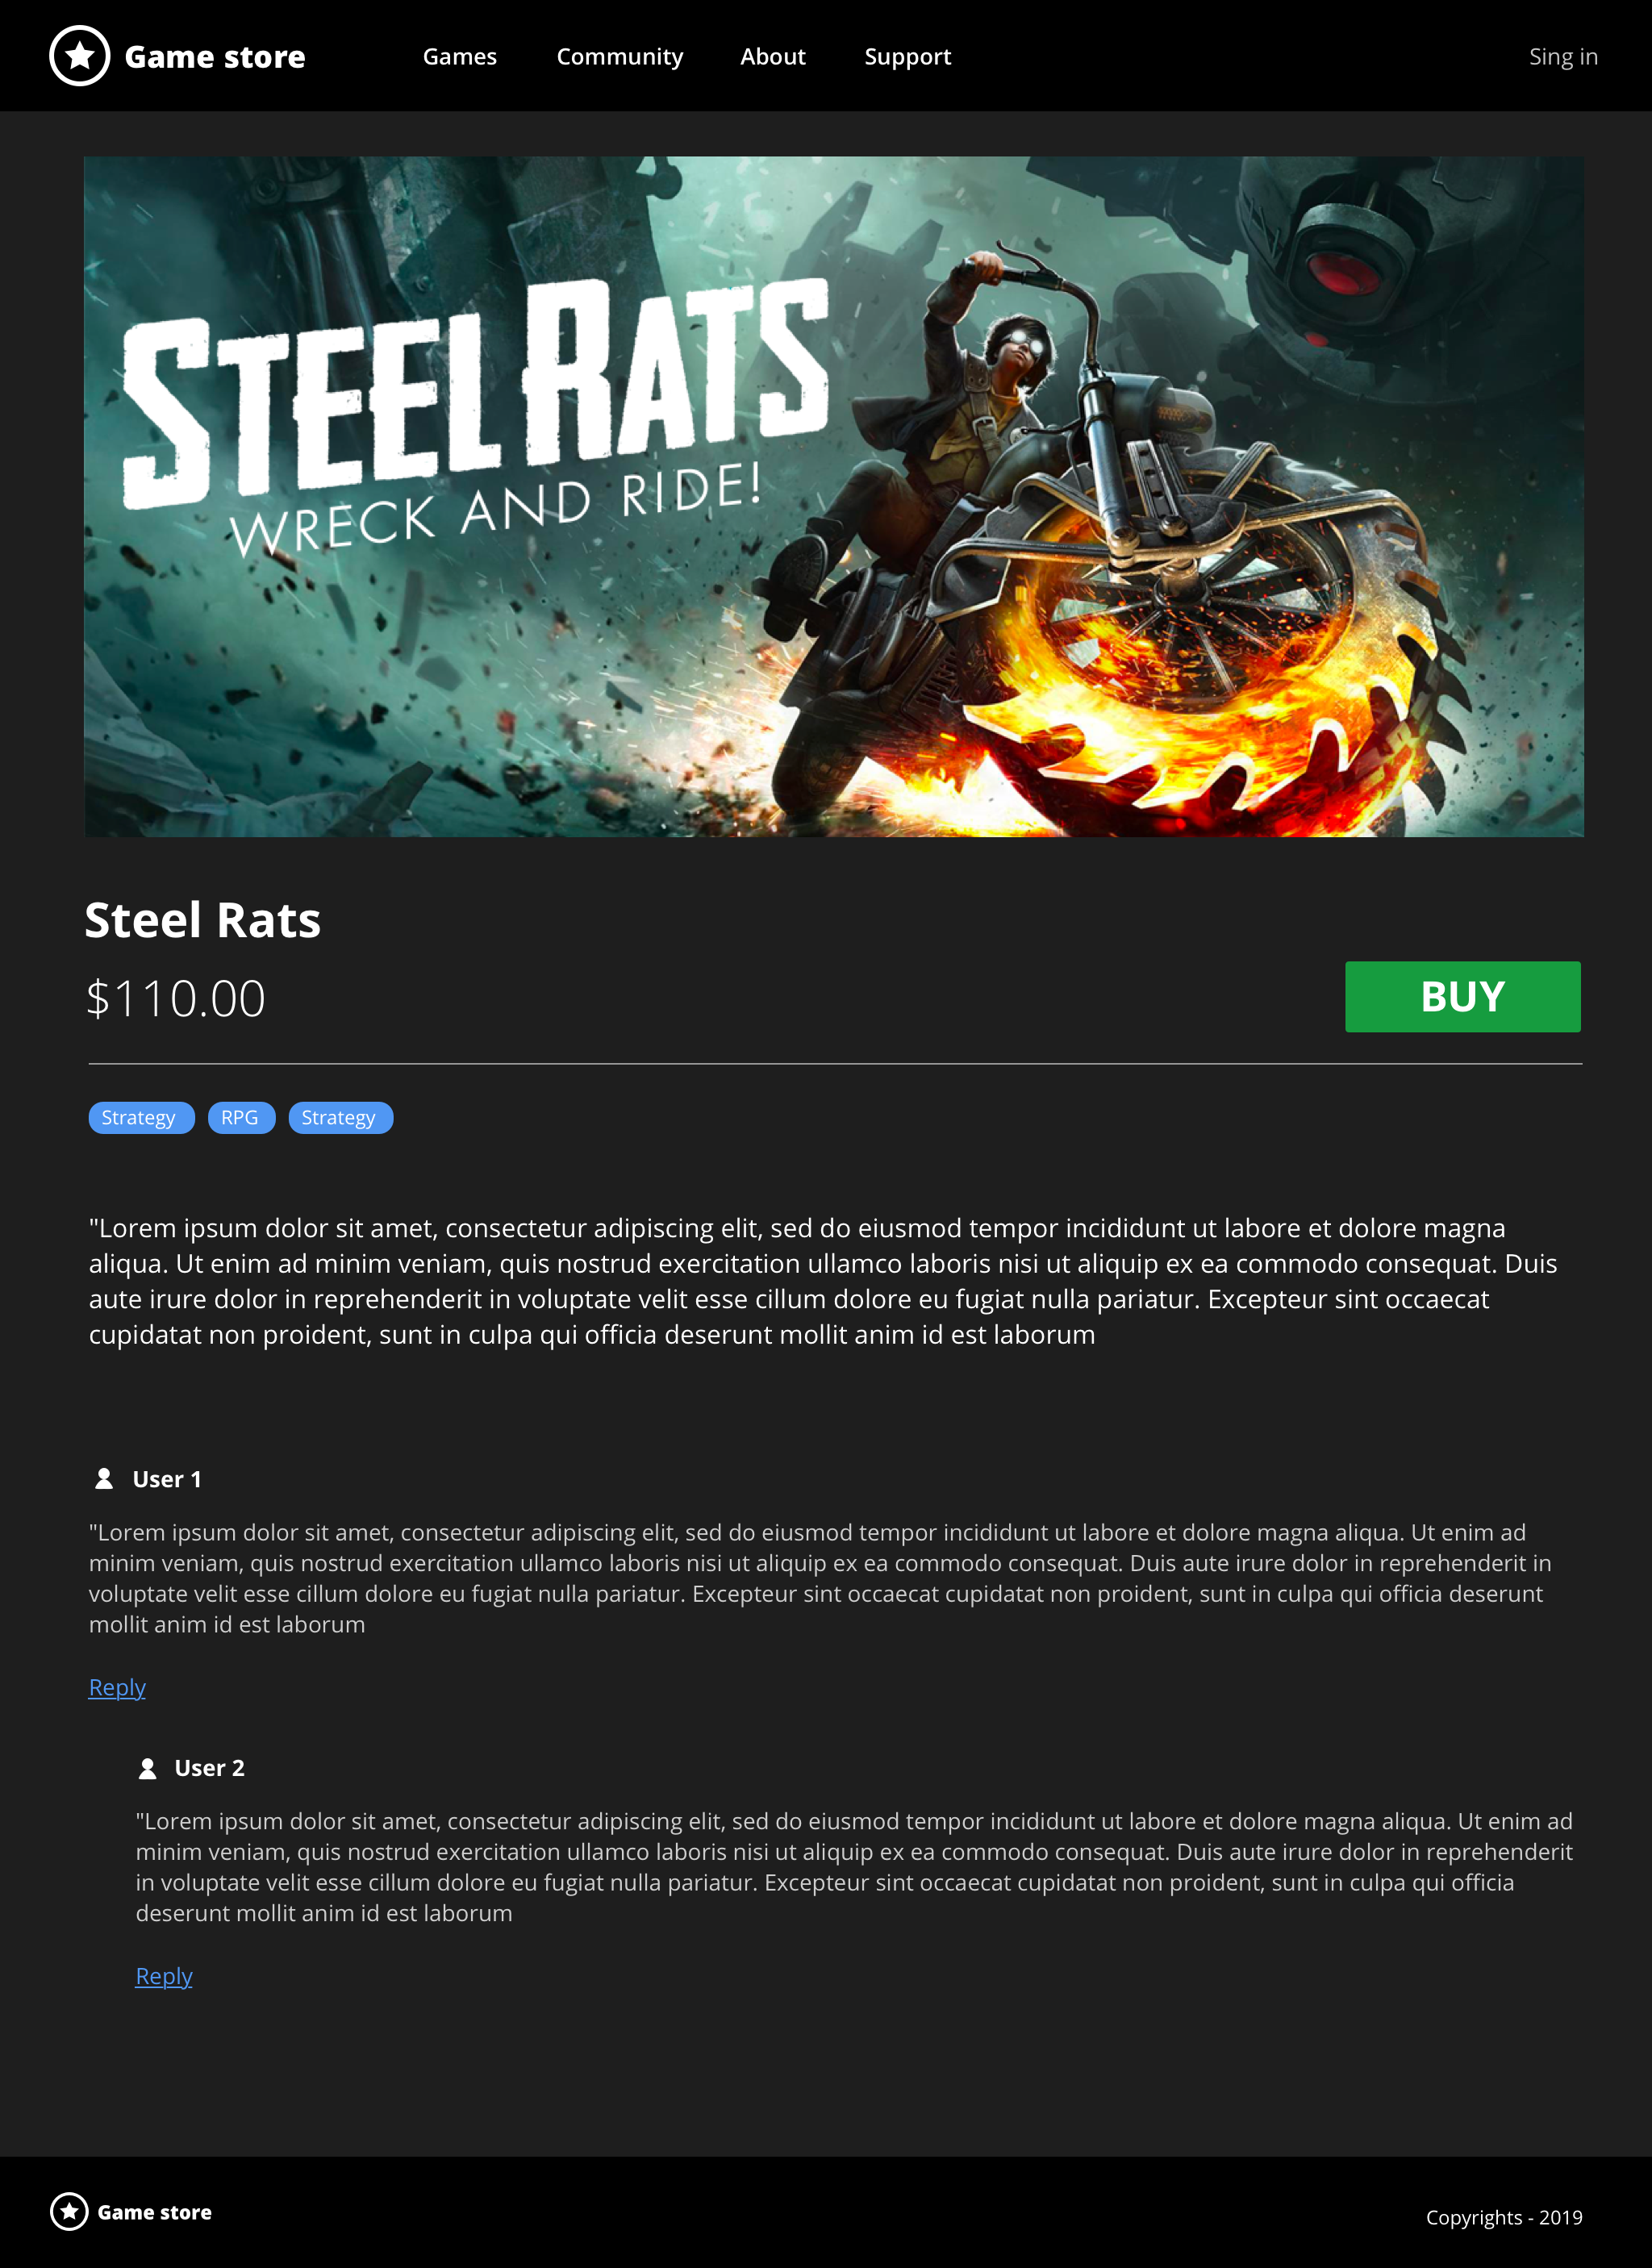 Game store
Games
Community
About
Support
Sing in
STEEL RATS
WRECK AND RIDE!
Steel Rats
$110.00
BUY
Strategy
RPG
Strategy
"Lorem ipsum dolor sit amet, consectetur adipiscing elit, sed do eiusmod tempor incididunt ut labore et dolore magna
aliqua. Ut enim ad minim veniam, quis nostrud exercitation ullamco laboris nisi ut aliquip ex ea commodo consequat. Duis
aute irure dolor in reprehenderit in voluptate velit esse cillum dolore eu fugiat nulla pariatur. Excepteur sint occaecat
cupidatat non proident, sunt in culpa qui officia deserunt mollit anim id est laborum
User 1
"Lorem ipsum dolor sit amet, consectetur adipiscing elit, sed do eiusmod tempor incididunt ut labore et dolore magna aliqua. Ut enim ad
minim veniam, quis nostrud exercitation ullamco laboris nisi ut aliquip ex ea commodo consequat. Duis aute irure dolor in reprehenderit in
voluptate velit esse cillum dolore eu fugiat nulla pariatur. Excepteur sint occaecat cupidatat non proident, sunt in culpa qui officia deserunt
mollit anim id est laborum
Reply
User 2
"Lorem ipsum dolor sit amet, consectetur adipiscing elit, sed do eiusmod tempor incididunt ut labore et dolore magna aliqua. Ut enim ad
minim veniam, quis nostrud exercitation ullamco laboris nisi ut aliquip ex ea commodo consequat. Duis aute irure dolor in reprehenderit
in voluptate velit esse cillum dolore eu fugiat nulla pariatur. Excepteur sint occaecat cupidatat non proident, sunt in culpa qui officia
deserunt mollit anim id est laborum
Reply
Game store
Copyrights - 2019